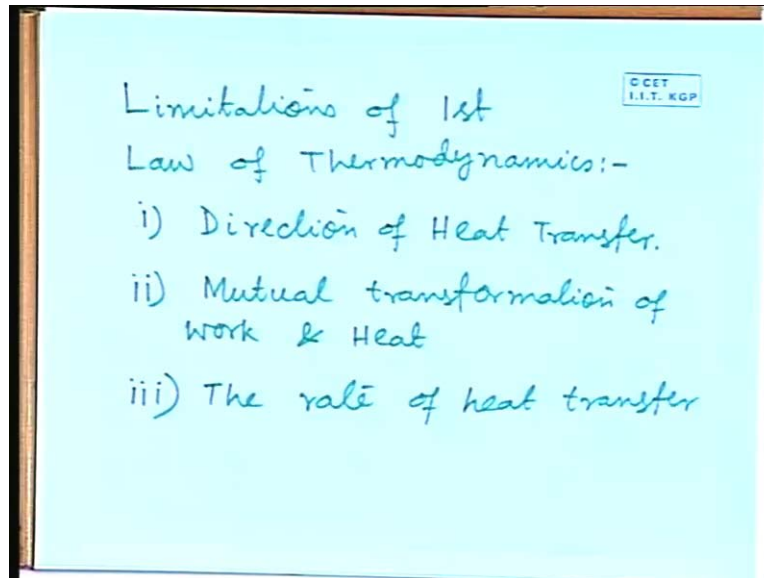 Limitations of 1st
© CET
I.I.T. KGP
Law of Thermodynamics:-
i) Direction of Heat Transfer.
ii) Mutual transformation of
work & Heat
iii) The rate of heat transfer